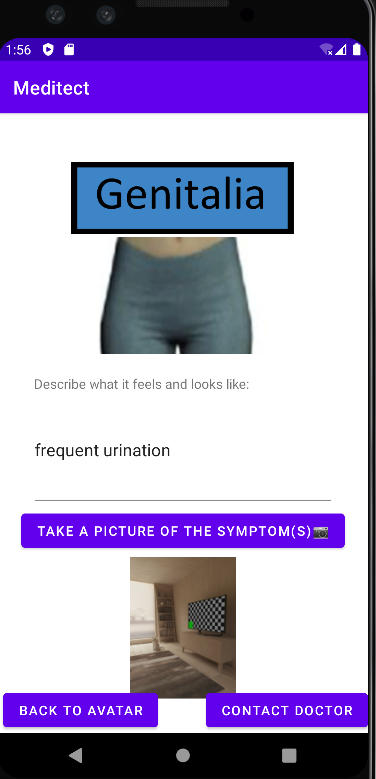 1:56
Meditect
Genitalia
Describe what it feels and looks like:
frequent urination
TAKE A PICTURE OF THE SYMPTOM(S)📷
BACK TO AVATAR
CONTACT DOCTOR